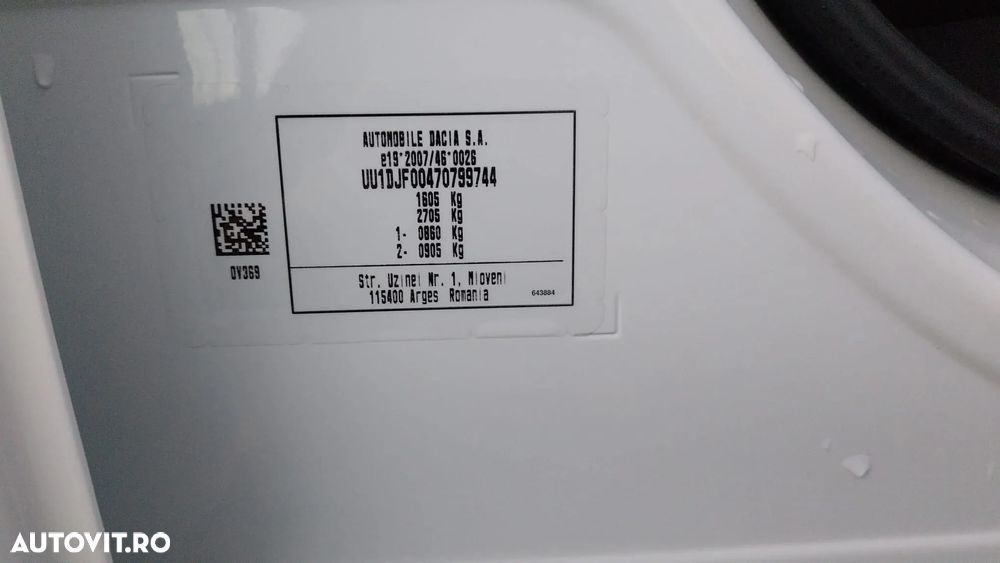 AUTOMOBILE DACIA S.A.
e19*2007/46*0026
UU1DJF00470799744
1605 Kg
2705 Kg
1- 0860 Kg
2- 0905 Kg
0V369
Str. Uzinei Nr. 1, Mioveni
115400 Arges Romania
643884
AUTOVIT.RO